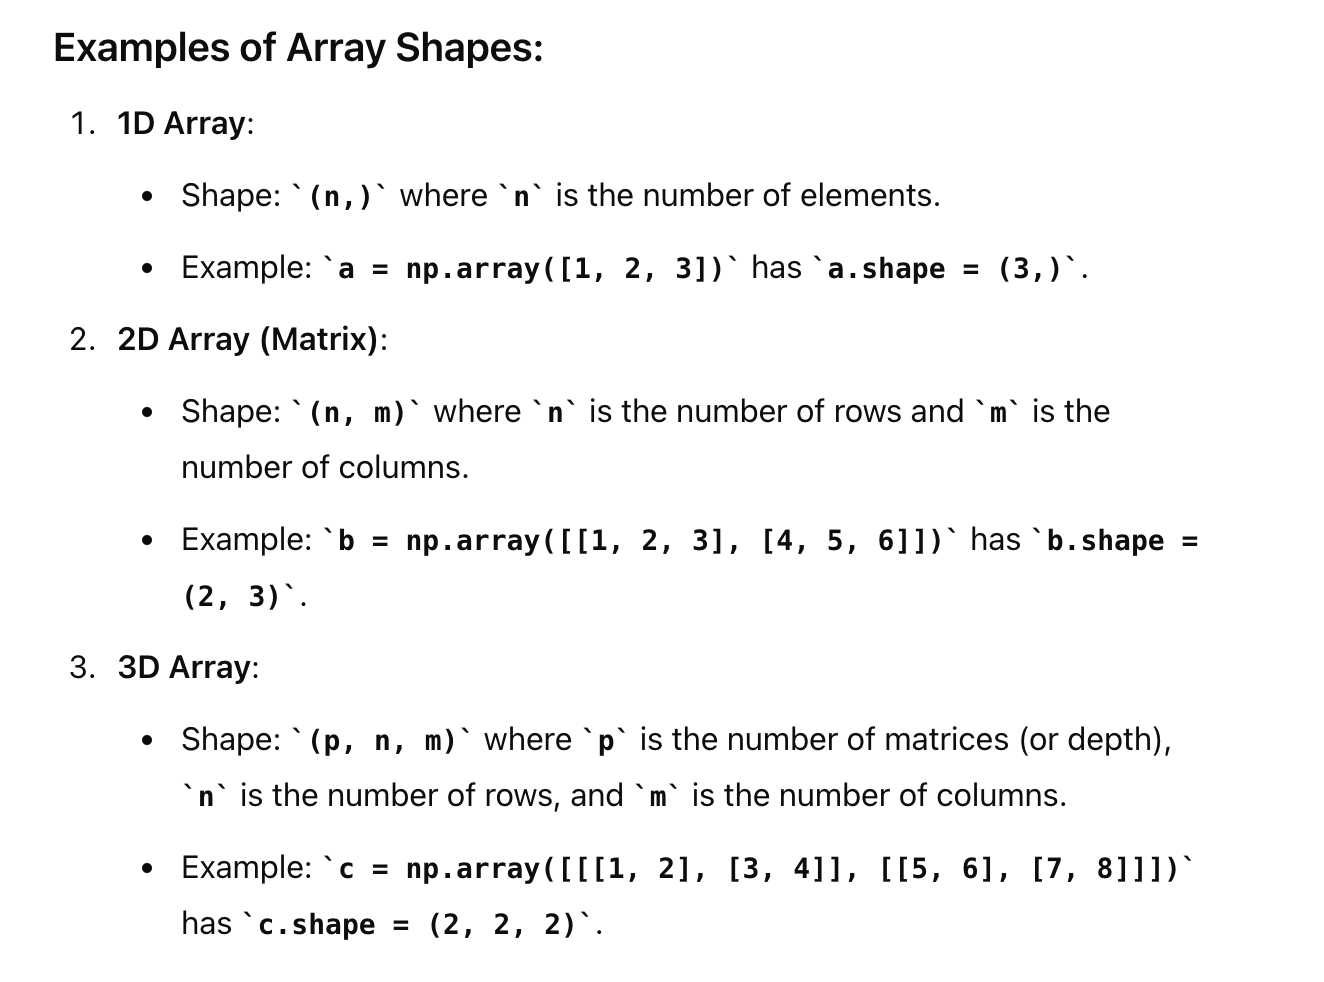 Examples of Array Shapes:
1. 1D Array:
• Shape: `(n,)` where `n` is the number of elements.
• Example: `a = np.array([1, 2, 3])` has `a.shape = (3,)`.
2. 2D Array (Matrix):
• Shape: `(n, m)` where `n` is the number of rows and `m` is the
number of columns.
• Example: `b = np.array([[1, 2, 3], [4, 5, 6]])` has `b.shape =
(2, 3)`.
3. 3D Array:
• Shape: `(p, n, m)` where `p` is the number of matrices (or depth),
`n` is the number of rows, and `m` is the number of columns.
• Example: `c = np.array([[[1, 2], [3, 4]], [[5, 6], [7, 8]]])`
has `c.shape = (2, 2, 2)`.